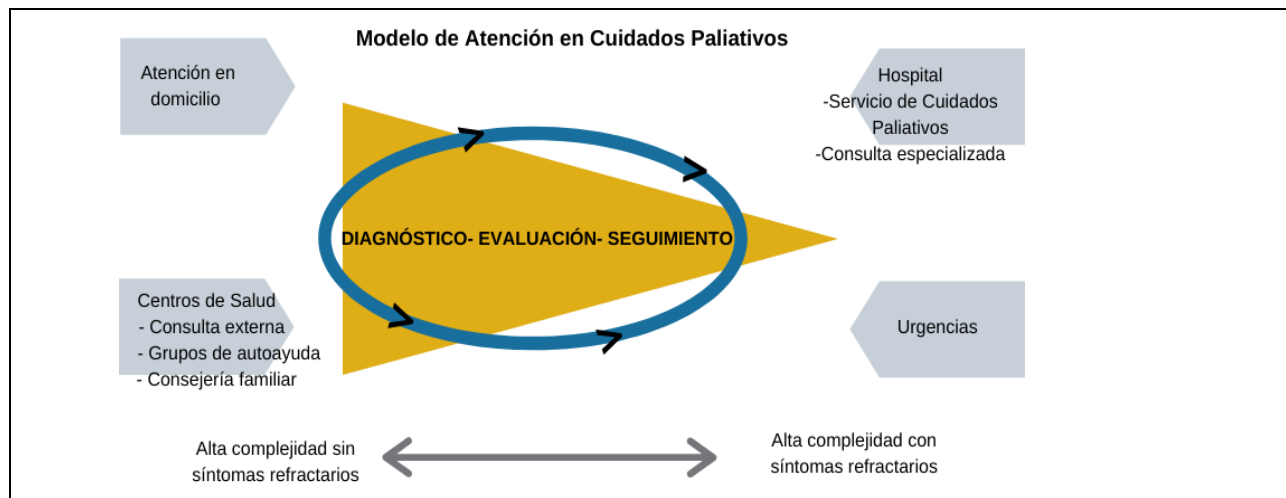 Modelo de Atención en Cuidados Paliativos
Atención en
domicilio
Hospital
-Servicio de Cuidados
Paliativos
-Consulta especializada
DIAGNÓSTICO- EVALUACIÓN- SEGUIMIENTO
Centros de Salud
- Consulta externa
- Grupos de autoayuda
- Consejería familiar
Urgencias
Alta complejidad sin
síntomas refractarios
Alta complejidad con
síntomas refractarios